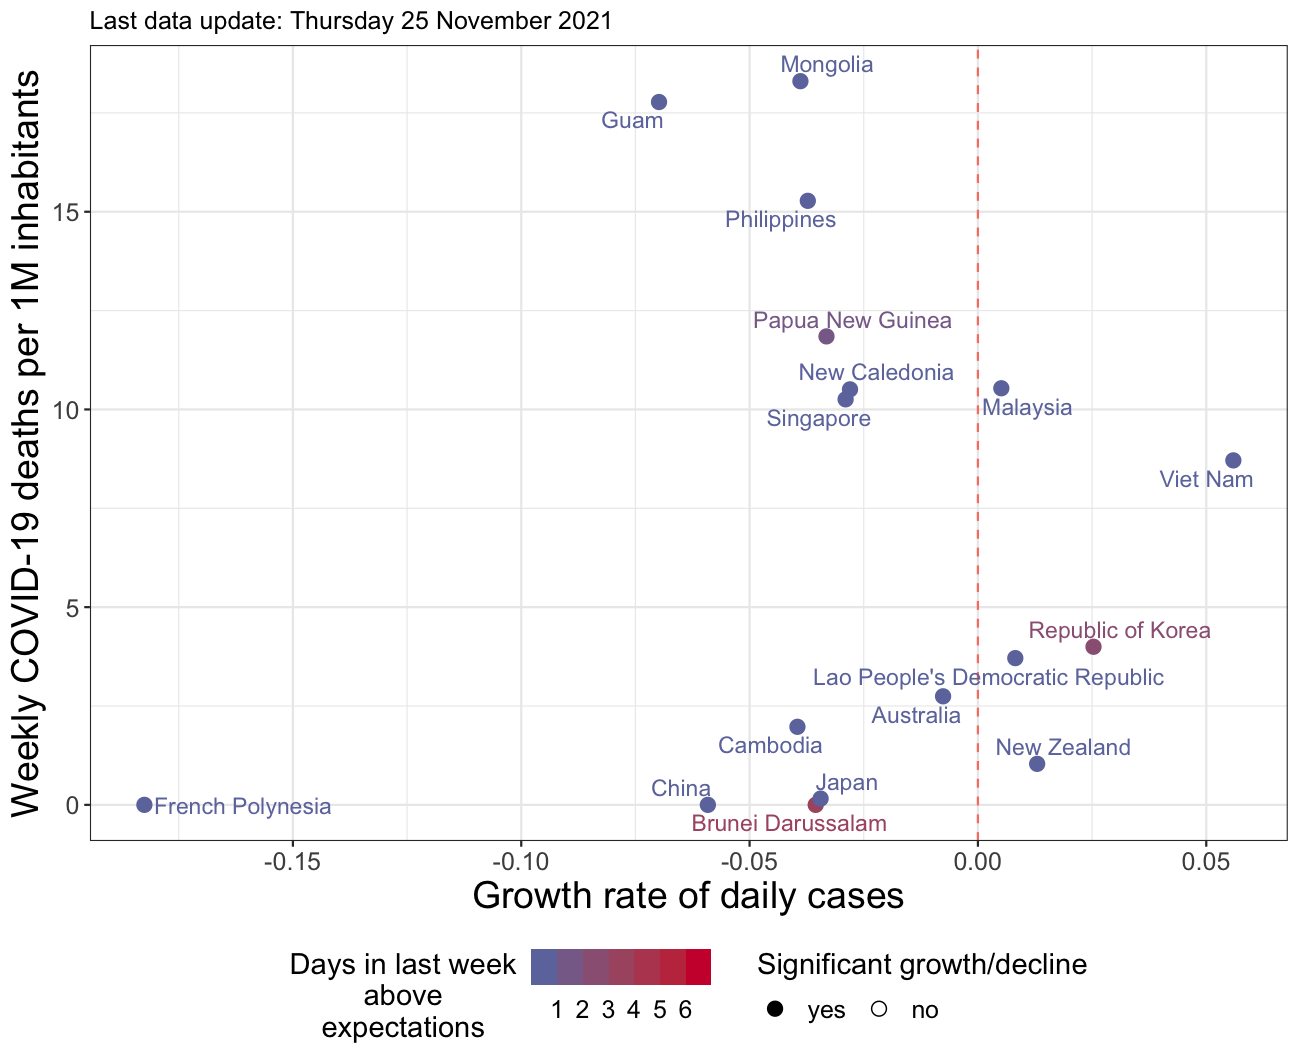 Last data update: Thursday 25 November 2021
Weekly COVID-19 deaths per 1M inhabitants
15
10
5
0
Mongolia
Guam
Philippines
Papua New Guinea
New Caledonia
Singapore
Malaysia
Viet Nam
Republic of Korea
Lao People's Democratic Republic
Australia
Cambodia
New Zealand
China
Japan
French Polynesia
Brunei Darussalam
-0.15 -0.10 -0.05 0.00 0.05
Growth rate of daily cases
Days in last week
above
expectations
1 2 3 4 5 6
Significant growth/decline
yes no